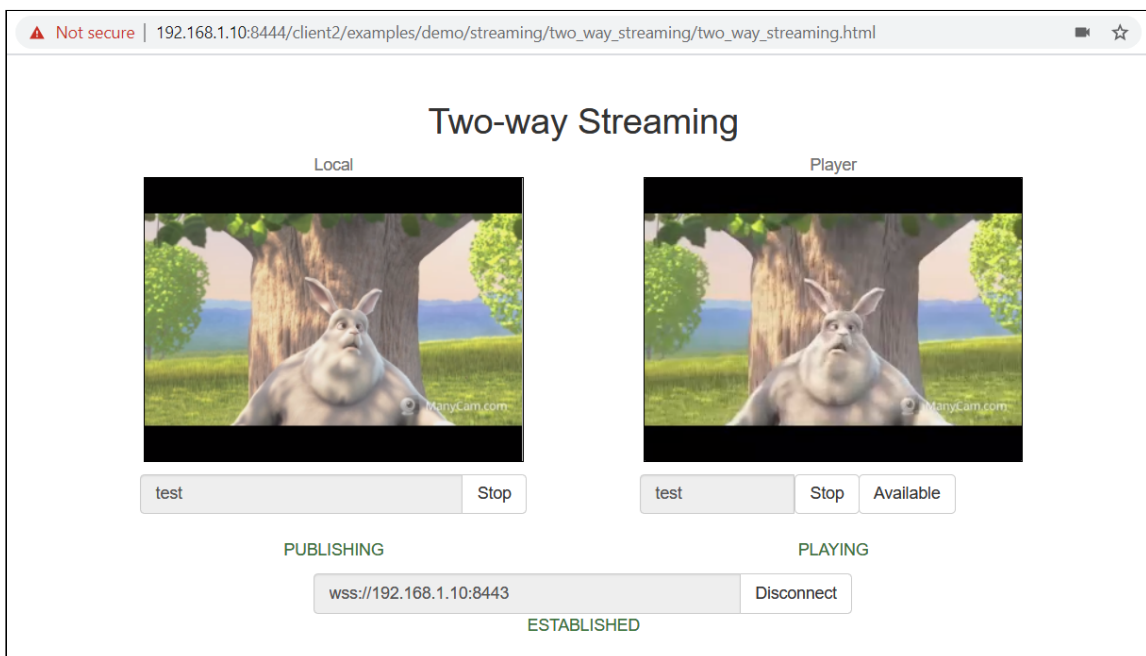 Not secure | 192.168.1.10:8444/client2/examples/demo/streaming/two_way_streaming/two_way_streaming.html
Two-way Streaming
Local
Player
ManyCam.com
ManyCam.com
test
Stop
test
Stop
Available
PUBLISHING
PLAYING
wss://192.168.1.10:8443
Disconnect
ESTABLISHED